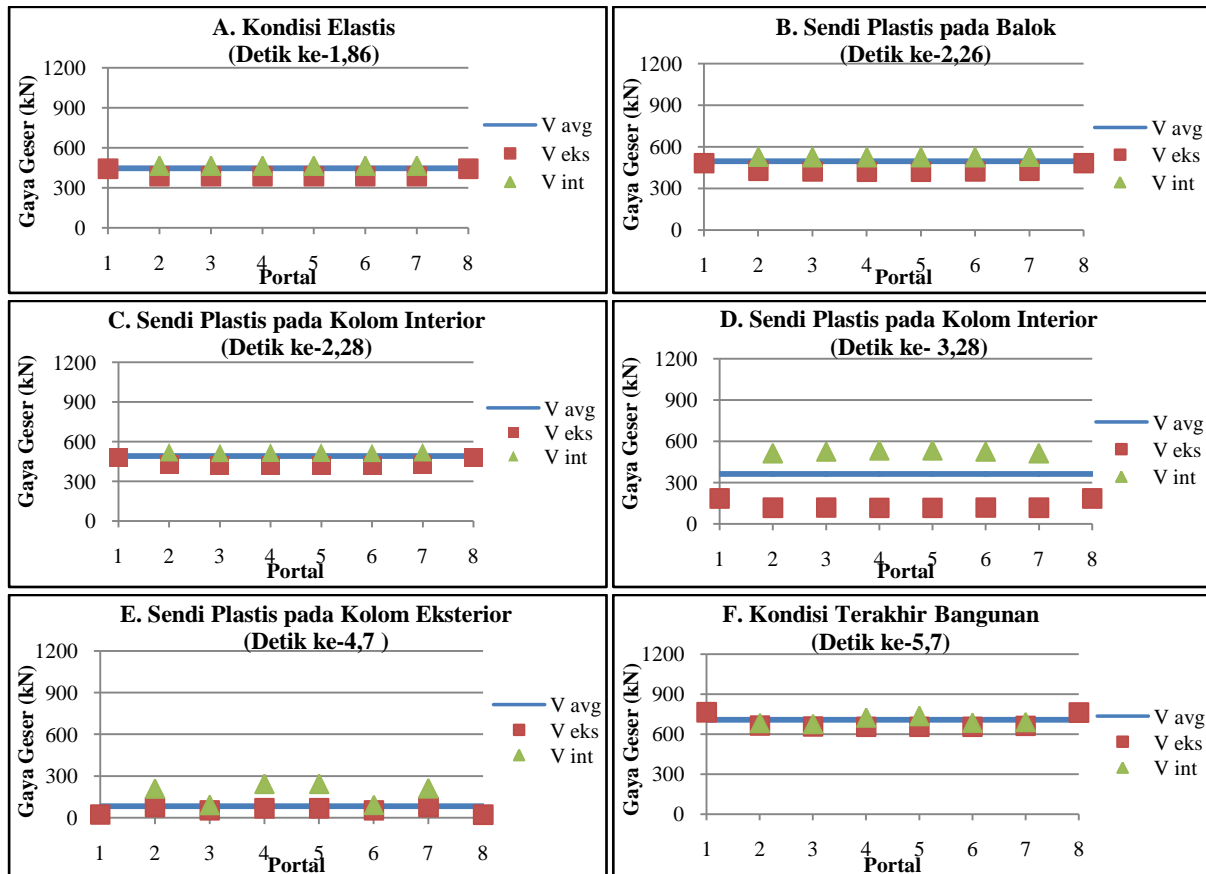 A. Kondisi Elastis
(Detik ke-1,86)
Gaya Geser (kN)
1200
900
600
300
0
1 2 3 4 5 6 7 8
Portal
V avg
V eks
V int
B. Sendi Plastis pada Balok
(Detik ke-2,26)
Gaya Geser (kN)
1200
900
600
300
0
1 2 3 4 5 6 7 8
Portal
V avg
V eks
V int
C. Sendi Plastis pada Kolom Interior
(Detik ke-2,28)
Gaya Geser (kN)
1200
900
600
300
0
1 2 3 4 5 6 7 8
Portal
V avg
V eks
V int
D. Sendi Plastis pada Kolom Interior
(Detik ke- 3,28)
Gaya Geser (kN)
1200
900
600
300
0
1 2 3 4 5 6 7 8
Portal
V avg
V eks
V int
E. Sendi Plastis pada Kolom Eksterior
(Detik ke-4,7 )
Gaya Geser (kN)
1200
900
600
300
0
1 2 3 4 5 6 7 8
Portal
V avg
V eks
V int
F. Kondisi Terakhir Bangunan
(Detik ke-5,7)
Gaya Geser (kN)
1200
900
600
300
0
1 2 3 4 5 6 7 8
Portal
V avg
V eks
V int